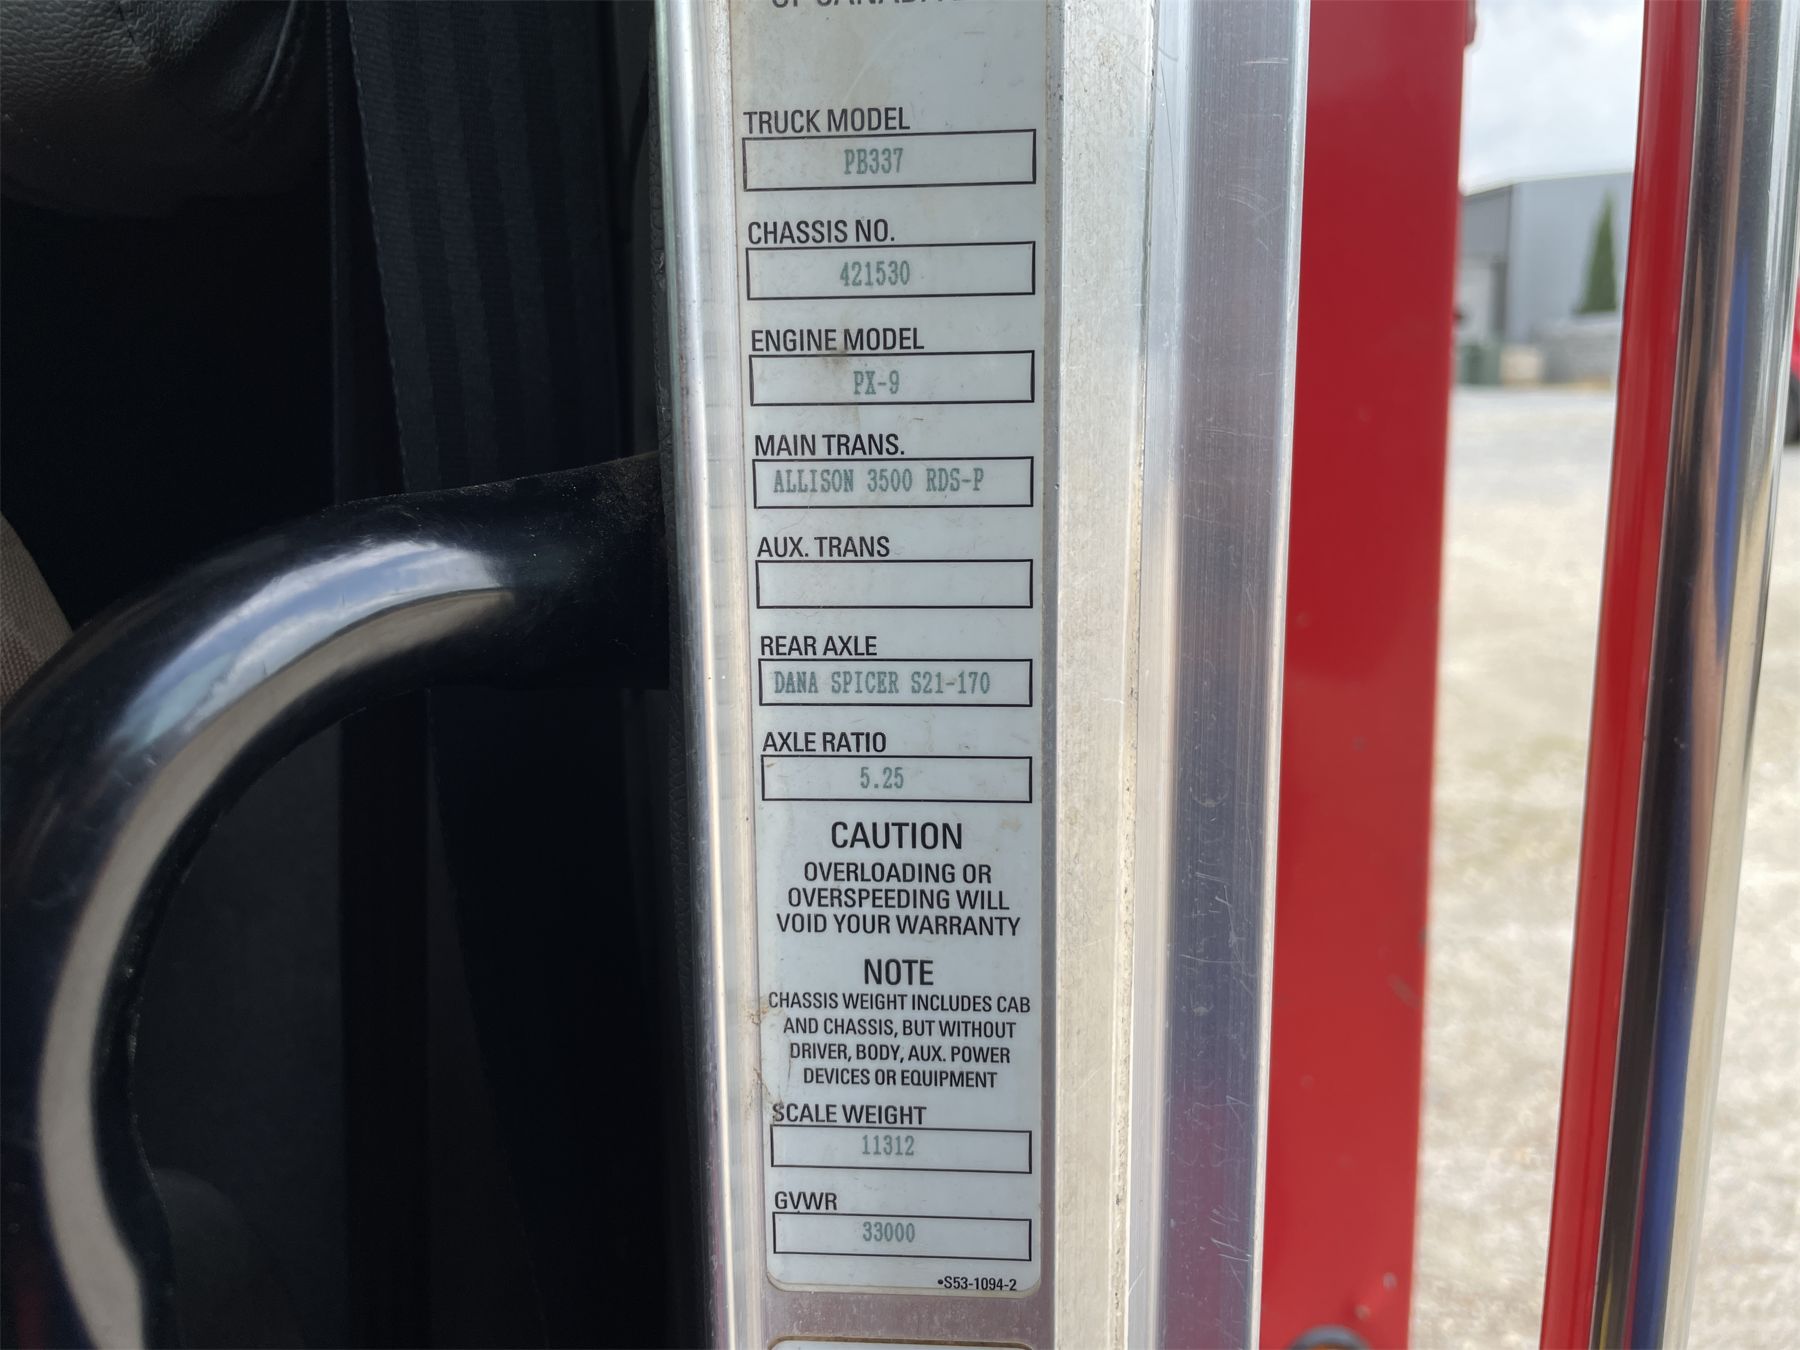 OF CANADA
TRUCK MODEL
PB337
CHASSIS NO.
421530
ENGINE MODEL
PX-9
MAIN TRANS.
ALLISON 3500 RDS-P
AUX. TRANS
REAR AXLE
DANA SPICER S21-170
AXLE RATIO
5.25
CAUTION
OVERLOADING OR
OVERSPEEDING WILL
VOID YOUR WARRANTY
NOTE
CHASSIS WEIGHT INCLUDES CAB
AND CHASSIS, BUT WITHOUT
DRIVER, BODY, AUX. POWER
DEVICES OR EQUIPMENT
SCALE WEIGHT
11312
GVWR
33000
•S53-1094-2